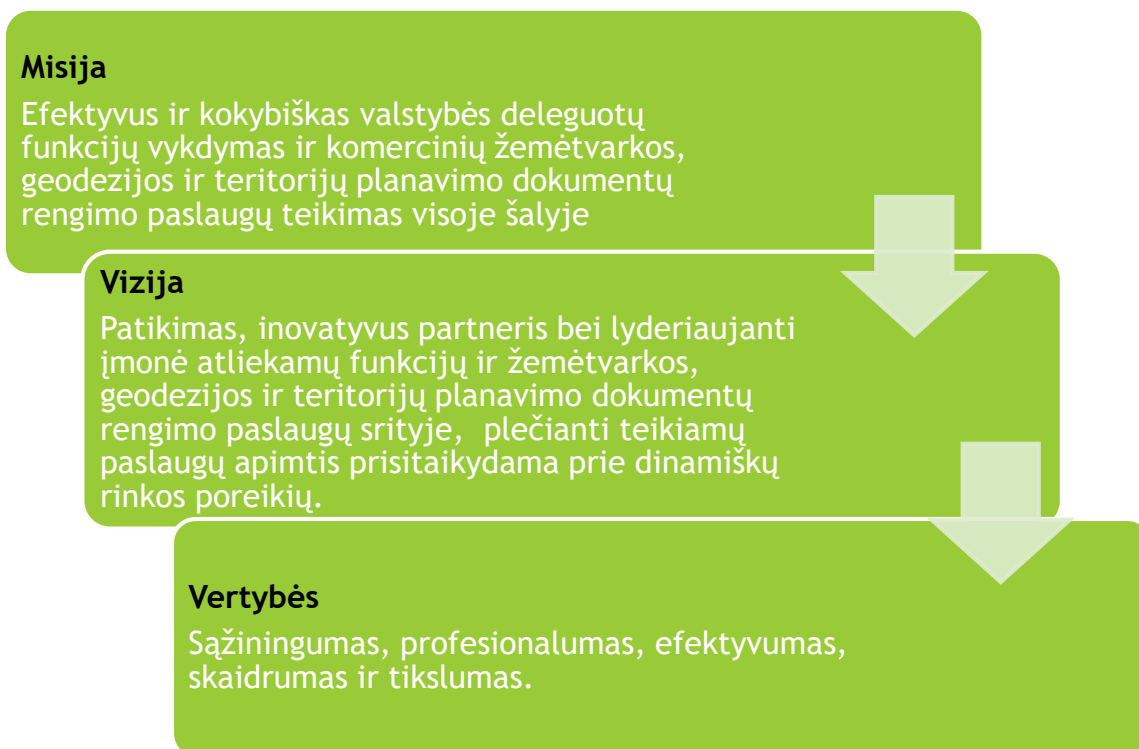 Misija
Efektyvus ir kokybiškas valstybės deleguotų
funkcijų vykdymas ir komercinių žemėtvarkos,
geodezijos ir teritorijų planavimo dokumentų
rengimo paslaugų teikimas visoje šalyje
Vizija
Patikimas, inovatyvus partneris bei lyderiaujanti
įmonė atliekamų funkcijų ir žemėtvarkos,
geodezijos ir teritorijų planavimo dokumentų
rengimo paslaugų srityje, plečianti teikiamų
paslaugų apimtis prisitaikydama prie dinamiškų
rinkos poreikių.
Vertybės
Sąžiningumas, profesionalumas, efektyvumas,
skaidrumas ir tikslumas.